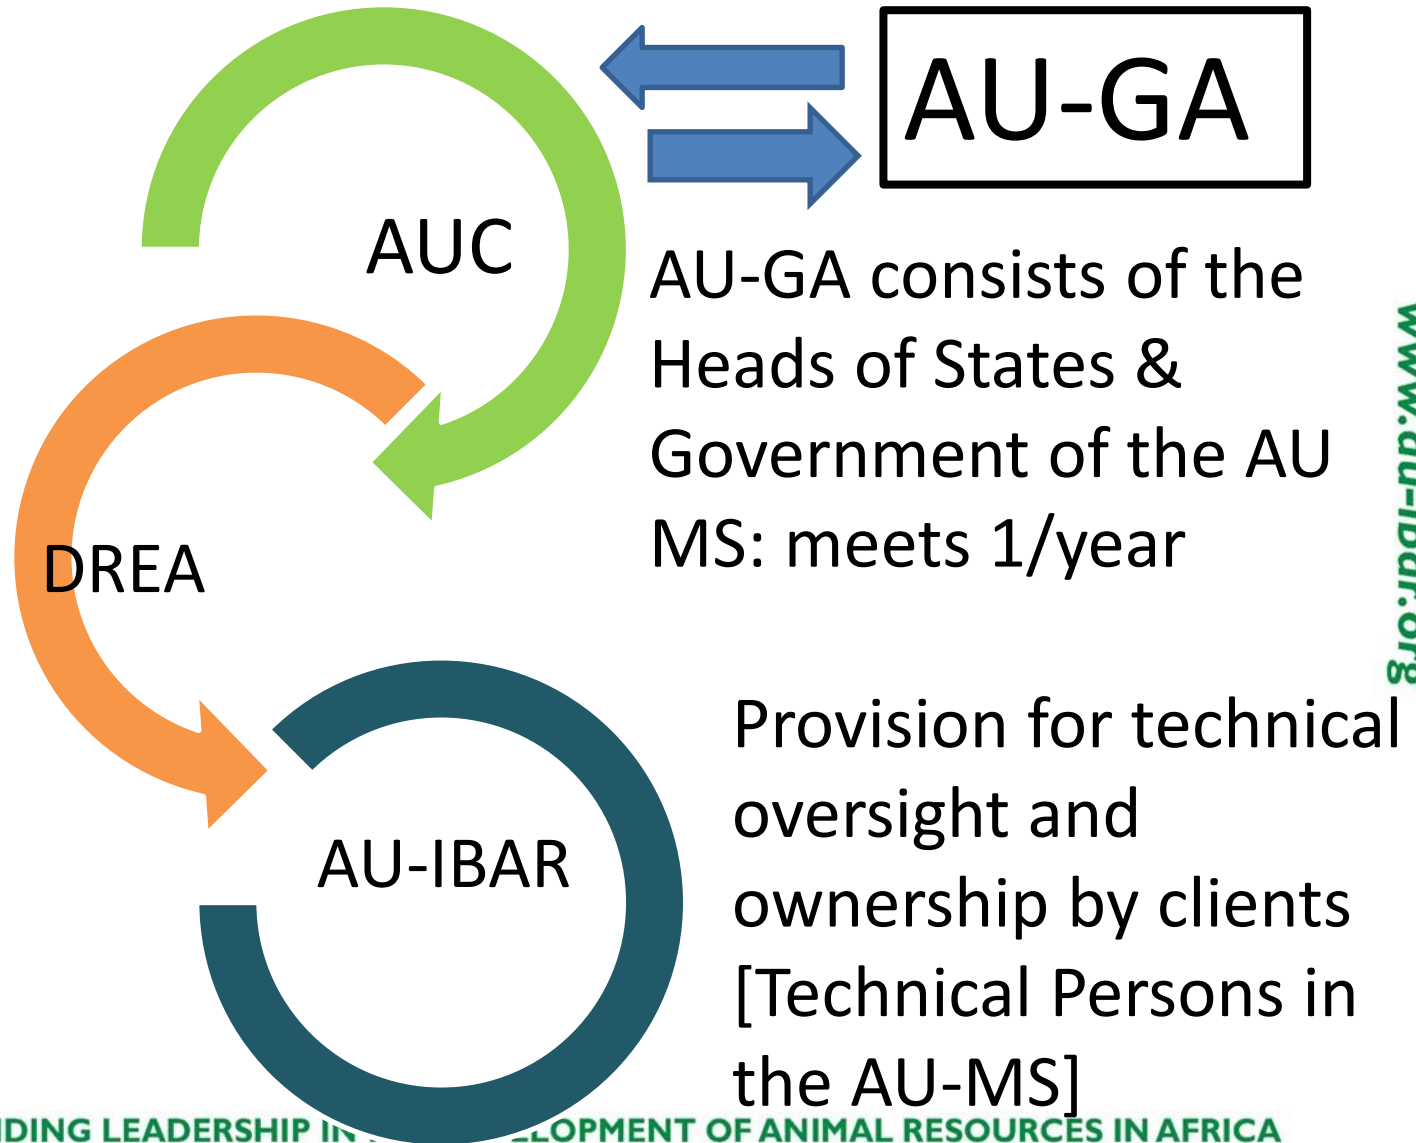 AU-GA
AUC
AU-GA consists of the
Heads of States &
Government of the AU
MS: meets 1/year
DREA
Provision for technical
oversight and
ownership by clients
[Technical Persons in
the AU-MS]
AU-IBAR
www.au-ibar.org
LEADERSHIP OF ANIMAL RESOURCES IN AFRICA